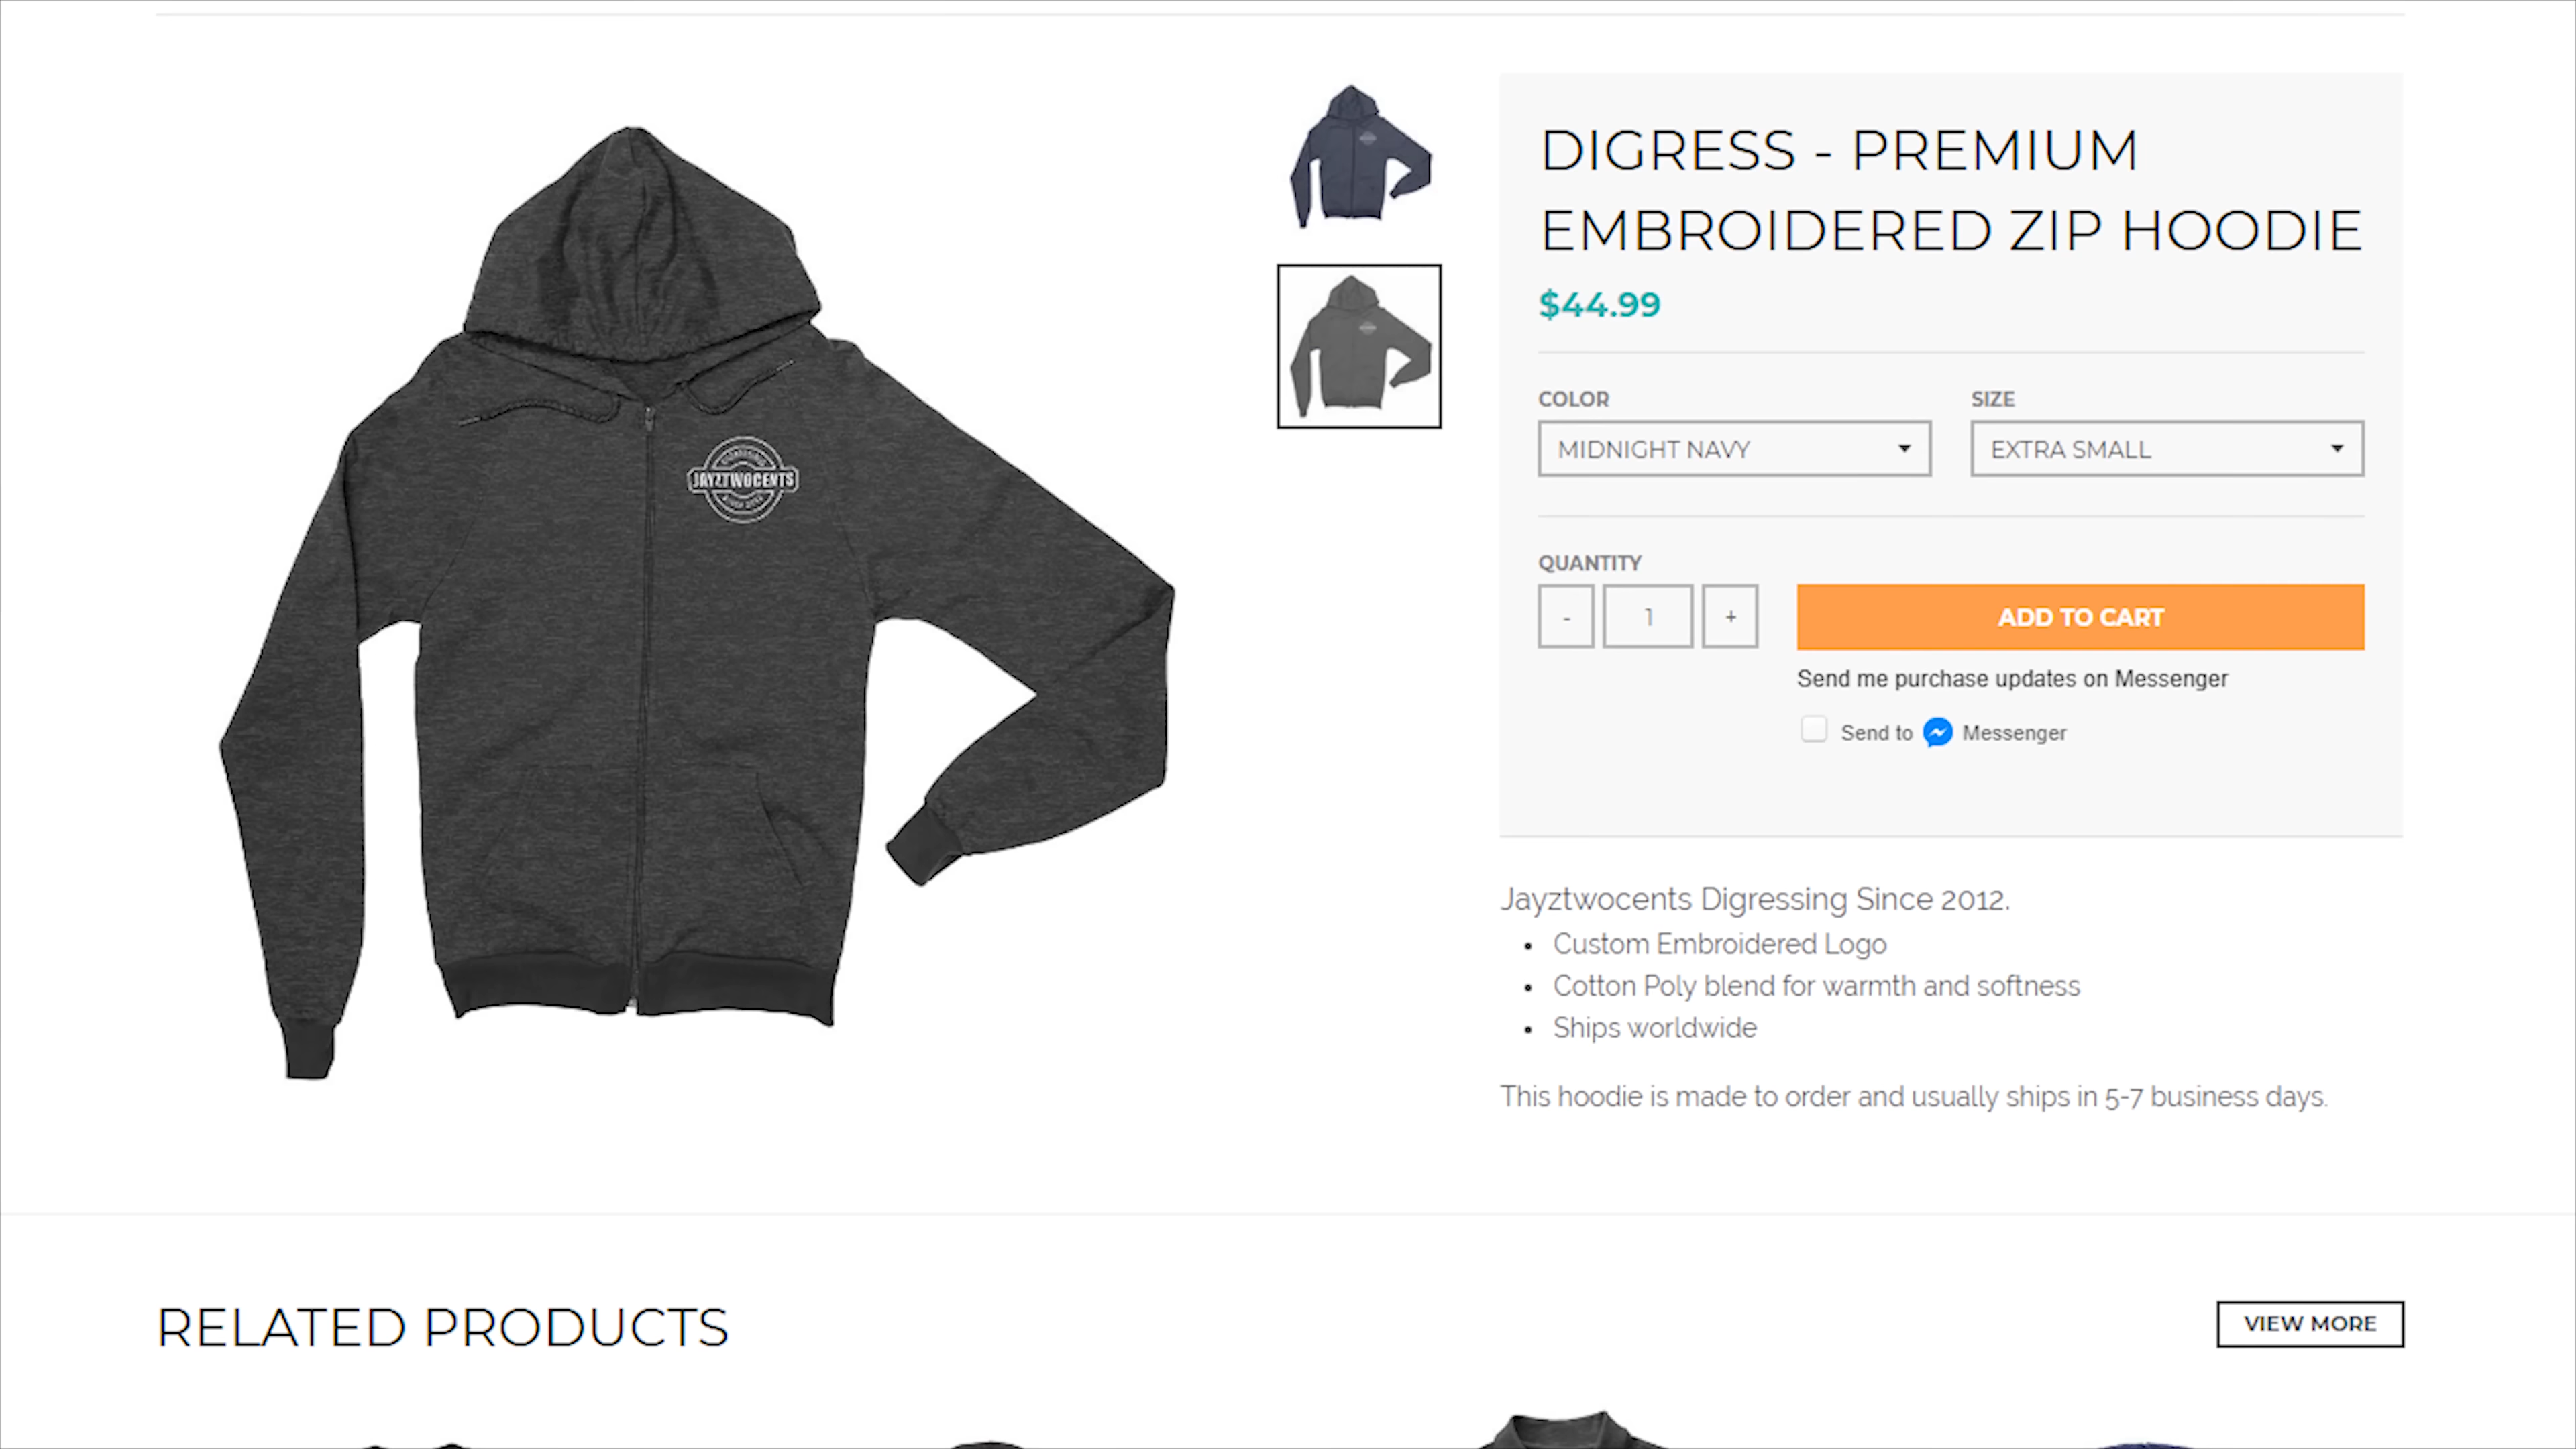 JAYZTWOCENTS
DIGRESS - PREMIUM
EMBROIDERED ZIP HOODIE
$44.99
COLOR
SIZE
MIDNIGHT NAVY
EXTRA SMALL
QUANTITY
-
1
+
ADD TO CART
Send me purchase updates on Messenger
Send to Messenger
Jayztwocents Digressing Since 2012.
• Custom Embroidered Logo
• Cotton Poly blend for warmth and softness
• Ships worldwide
This hoodie is made to order and usually ships in 5-7 business days.
RELATED PRODUCTS
VIEW MORE